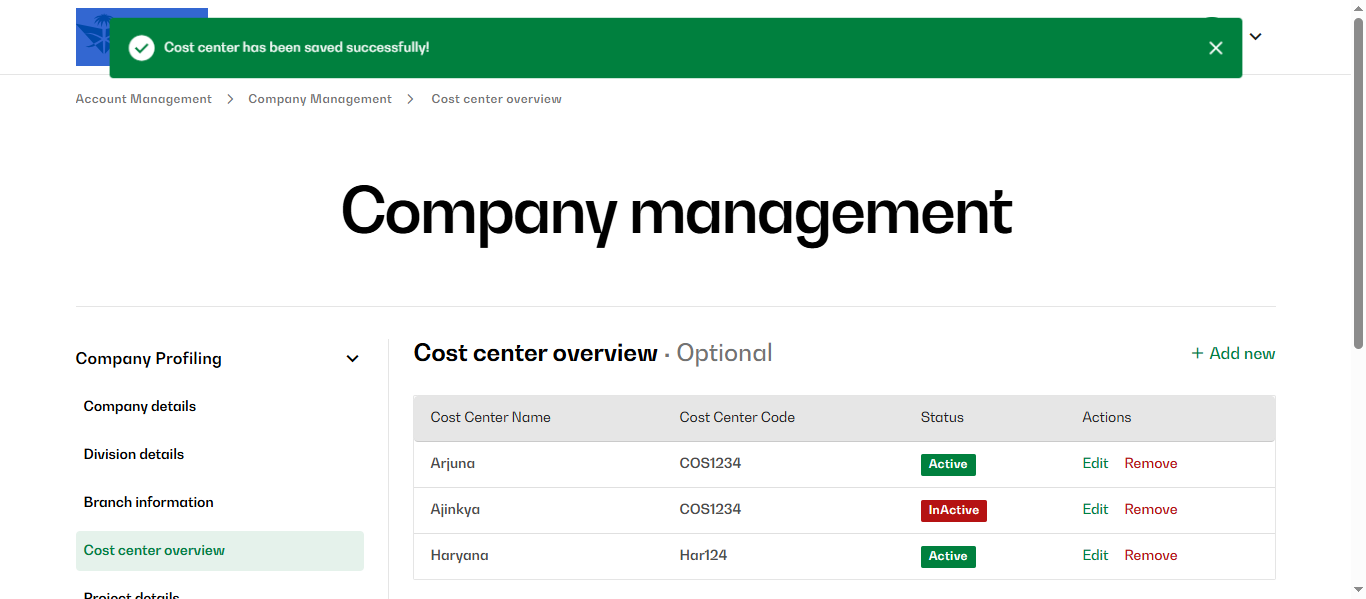 Cost center has been saved successfully!
Account Management > Company Management > Cost center overview
Company management
Company Profiling
Company details
Division details
Branch information
Cost center overview
Project details
Cost center overview · Optional
+ Add new
Cost Center Name Cost Center Code Status Actions
Arjuna COS1234 Active Edit Remove
Ajinkya COS1234 InActive Edit Remove
Haryana Har124 Active Edit Remove